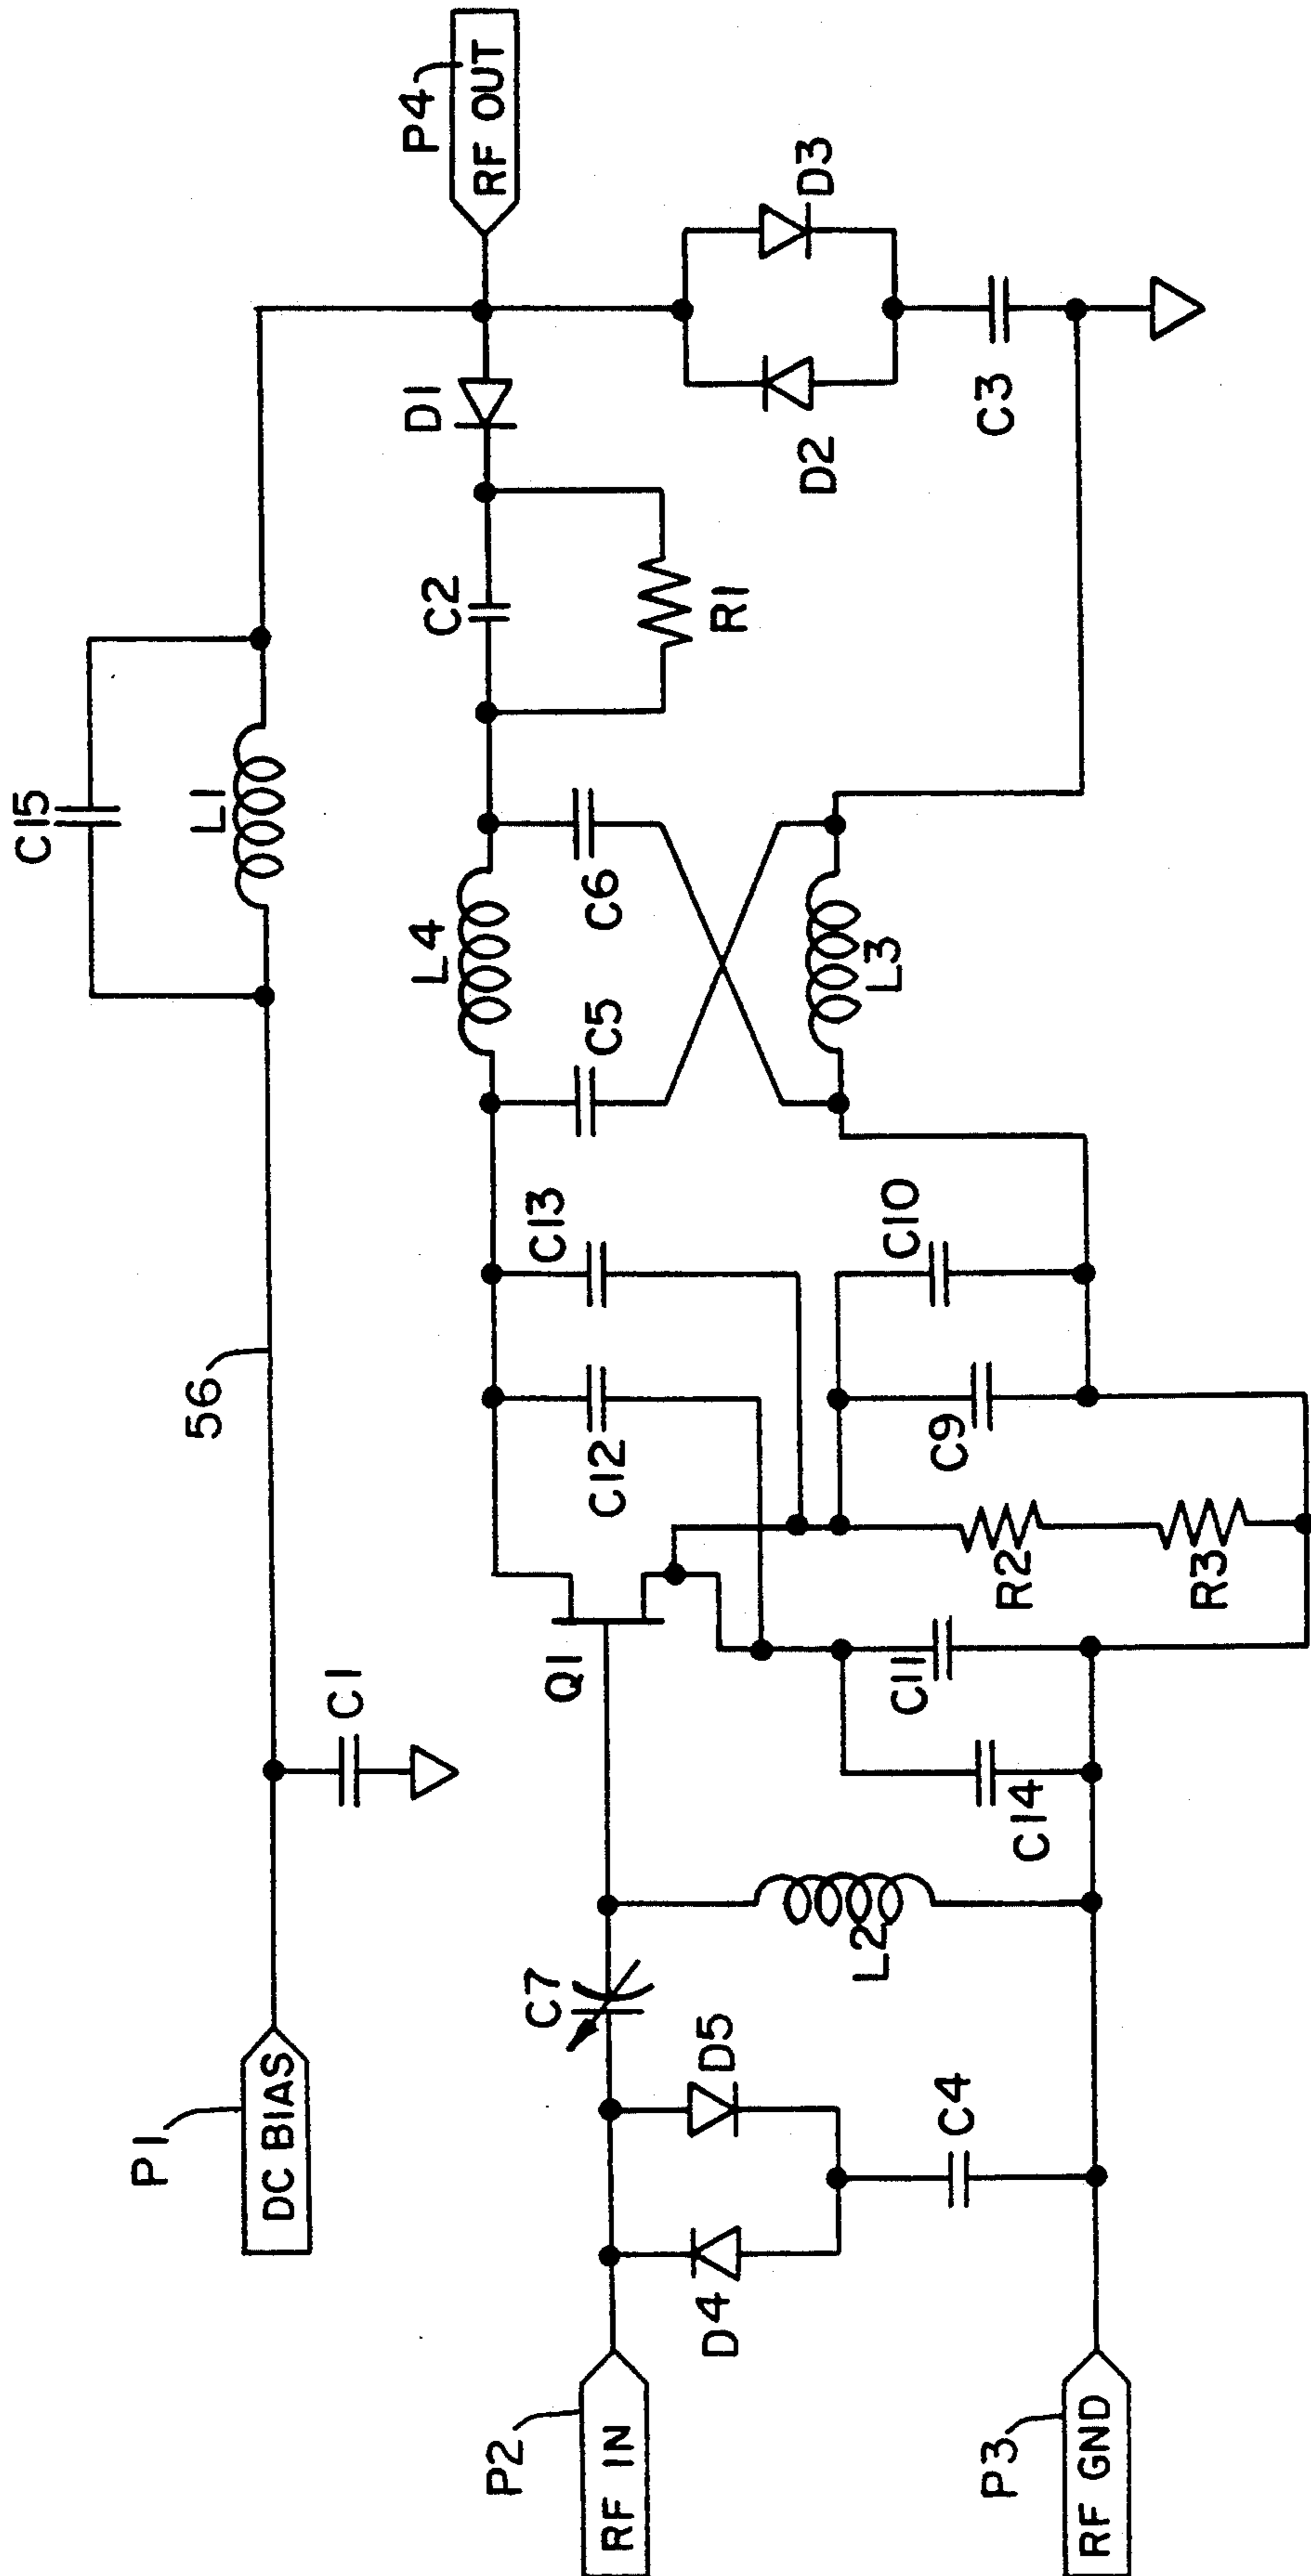 C15
L1
P1
DC BIAS
56
C1
P4
RF OUT
D1
C2
R1
L4
C6
C5
L3
D3
D2
C3
C13
C12
C10
C9
R2
R3
Q1
C11
C14
L2
C7
D5
D4
C4
P2
RF IN
P3
RF GND